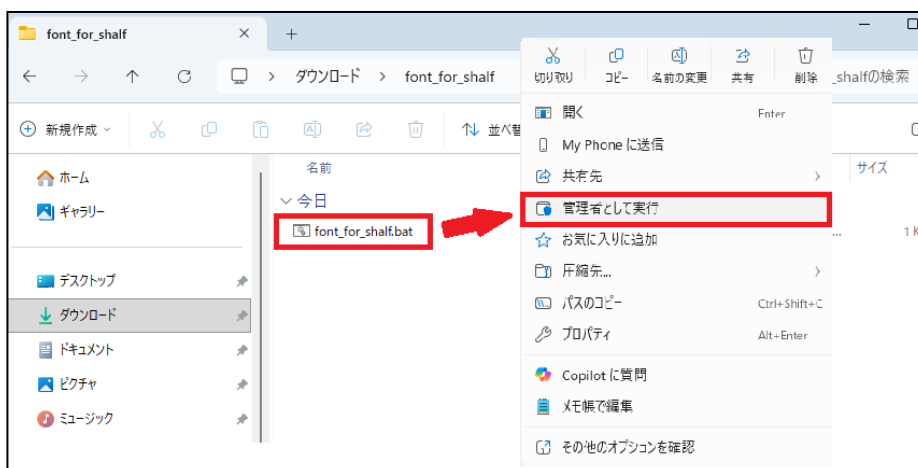 font_for_shalf
ダウンロード > font_for_shalf
_shalfの検索
新規作成
並べ替
切り取り
コピー
名前の変更
共有
削除
ホーム
ギャラリー
デスクトップ
ダウンロード
ドキュメント
ピクチャ
ミュージック
名前
サイズ
今日
font_for_shalf.bat
1 K
開く Enter
My Phone に送信
共有先
管理者として実行
お気に入りに追加
圧縮先...
パスのコピー Ctrl+Shift+C
プロパティ Alt+Enter
Copilot に質問
メモ帳で編集
その他のオプションを確認